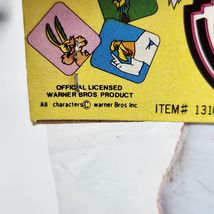 OFFICIAL LICENSED
WARNER BROS PRODUCT
All characters© warner Bros Inc
ITEM# 131